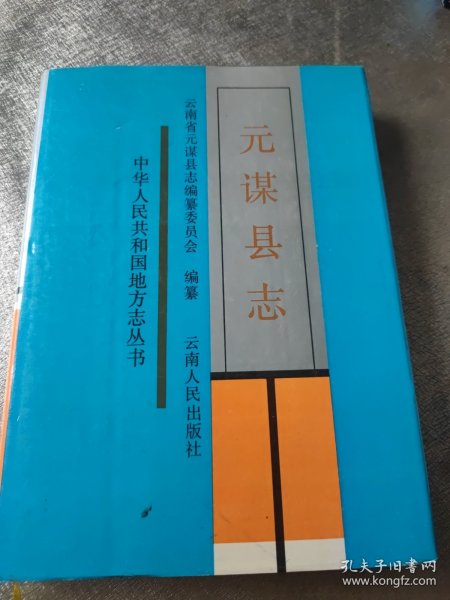 元谋县志
云南省元谋县志编纂委员会 编纂
云南人民出版社
中华人民共和国地方志丛书
孔夫子旧书网
www.kongfz.com